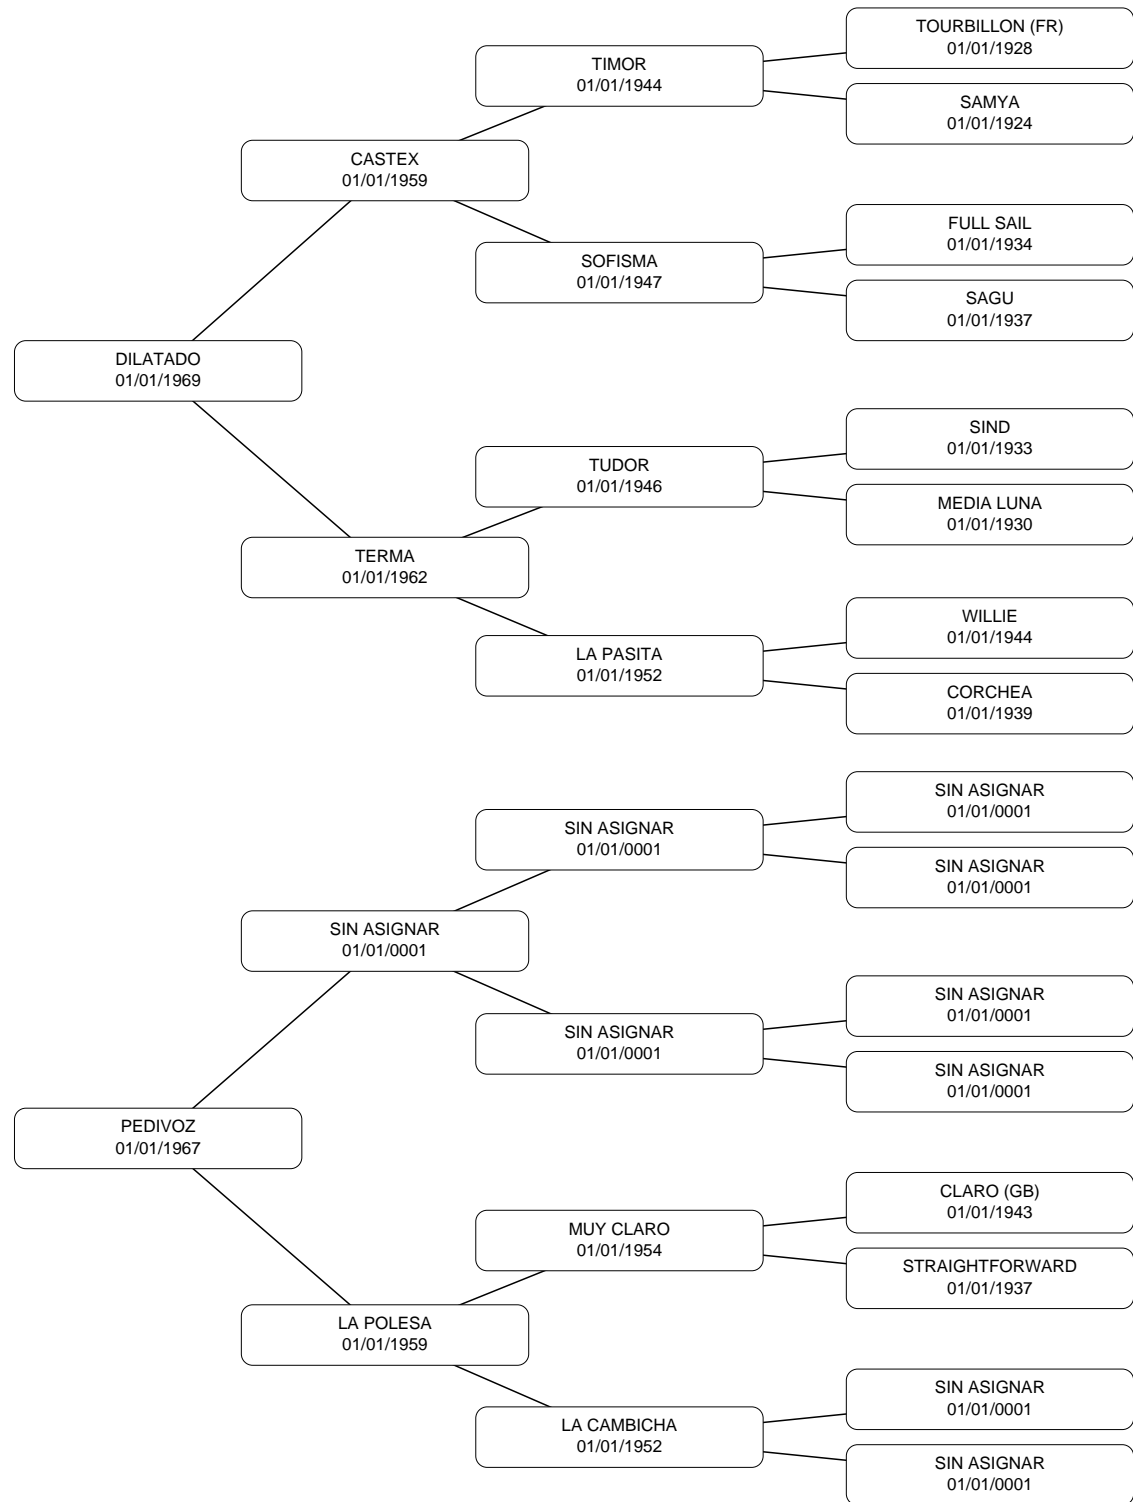 TOURBILLON (FR)
01/01/1928
TIMOR
01/01/1944
SAMYA
01/01/1924
CASTEX
01/01/1959
FULL SAIL
01/01/1934
SOFISMA
01/01/1947
SAGU
01/01/1937
DILATADO
01/01/1969
SIND
01/01/1933
TUDOR
01/01/1946
MEDIA LUNA
01/01/1930
TERMA
01/01/1962
WILLIE
01/01/1944
LA PASITA
01/01/1952
CORCHEA
01/01/1939
SIN ASIGNAR
01/01/0001
SIN ASIGNAR
01/01/0001
SIN ASIGNAR
01/01/0001
SIN ASIGNAR
01/01/0001
SIN ASIGNAR
01/01/0001
SIN ASIGNAR
01/01/0001
SIN ASIGNAR
01/01/0001
PEDIVOZ
01/01/1967
CLARO (GB)
01/01/1943
MUY CLARO
01/01/1954
STRAIGHTFORWARD
01/01/1937
LA POLESA
01/01/1959
SIN ASIGNAR
01/01/0001
LA CAMBICHA
01/01/1952
SIN ASIGNAR
01/01/0001